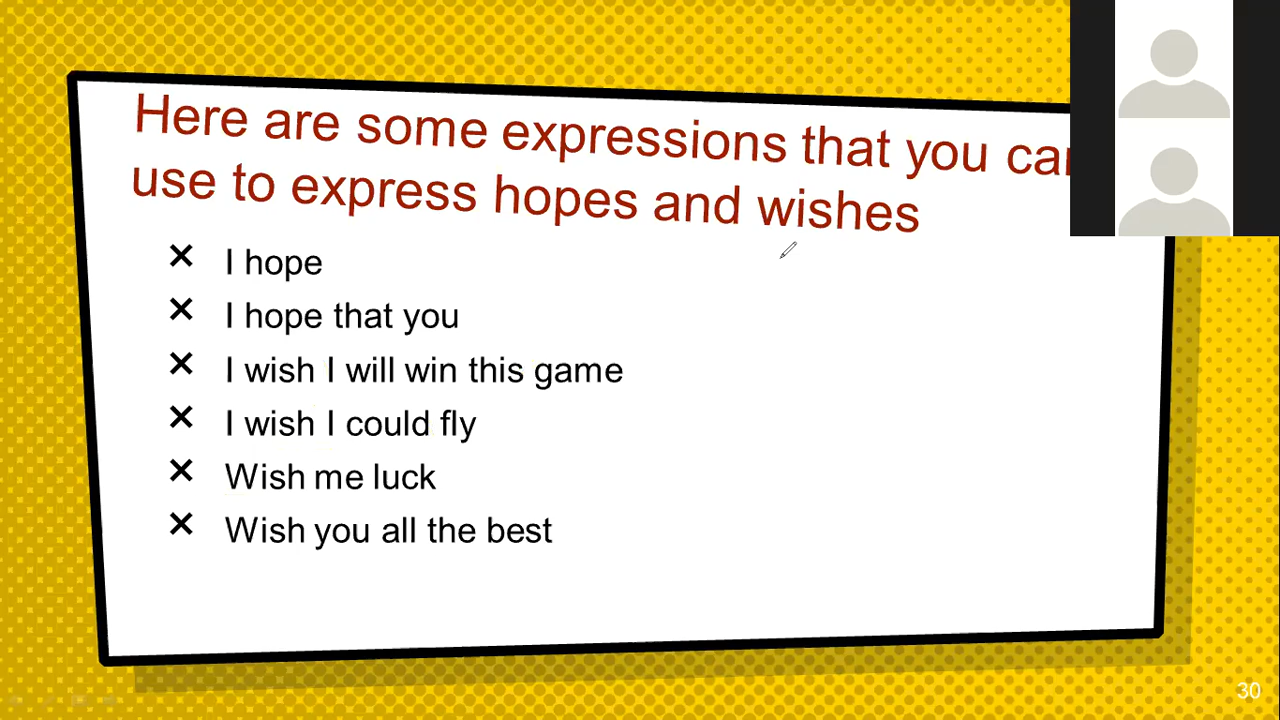 Here are some expressions that you can
use to express hopes and wishes
I hope
I hope that you
I wish I will win this game
I wish I could fly
Wish me luck
Wish you all the best
30